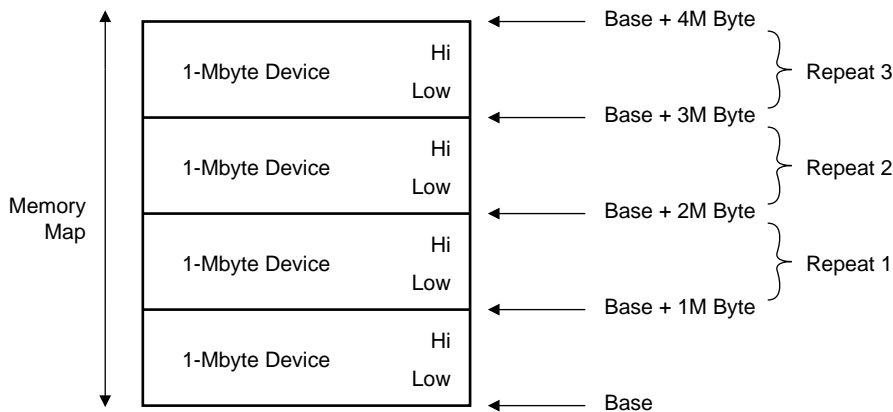 Base + 4M Byte
Hi
1-Mbyte Device
Low
Repeat 3
Base + 3M Byte
Hi
1-Mbyte Device
Low
Repeat 2
Memory
Map
Base + 2M Byte
Hi
1-Mbyte Device
Low
Repeat 1
Base + 1M Byte
Hi
1-Mbyte Device
Low
Base